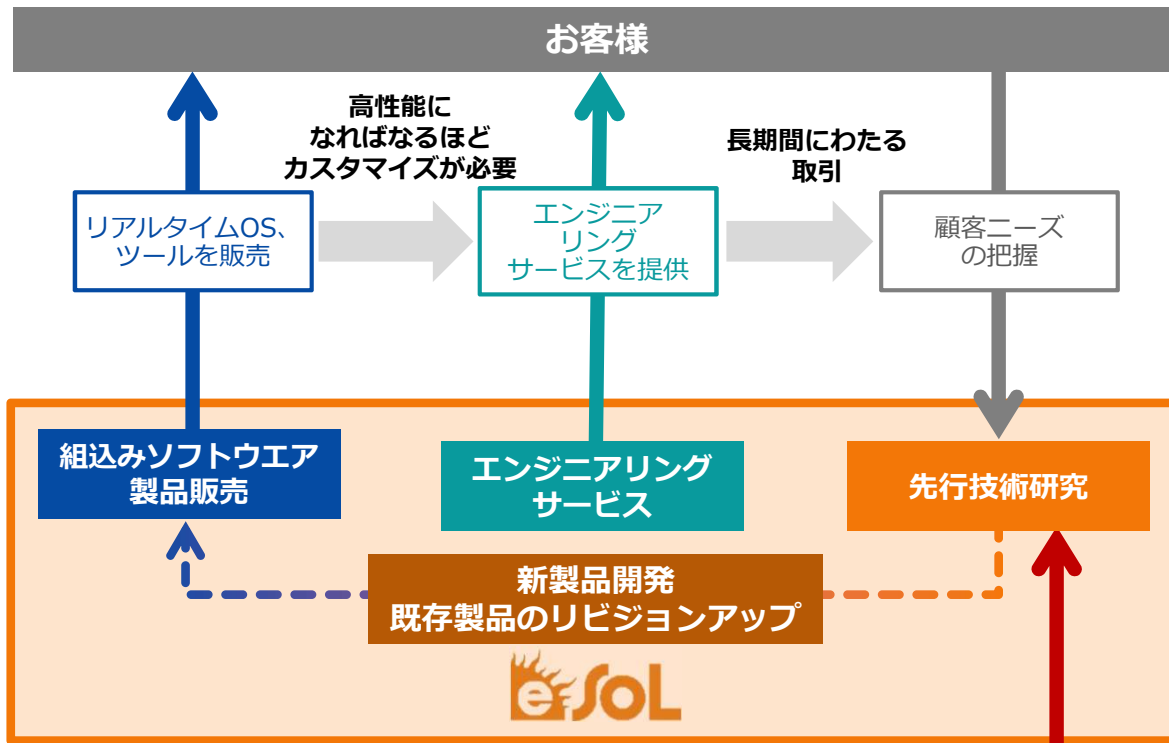 お客様
高性能に
なればなるほど
カスタマイズが必要
長期間にわたる
取引
リアルタイムOS、
ツールを販売
エンジニア
リング
サービスを提供
顧客ニーズ
の把握
組込みソフトウエア
製品販売
エンジニアリング
サービス
先行技術研究
新製品開発
既存製品のリビジョンアップ
eSOL